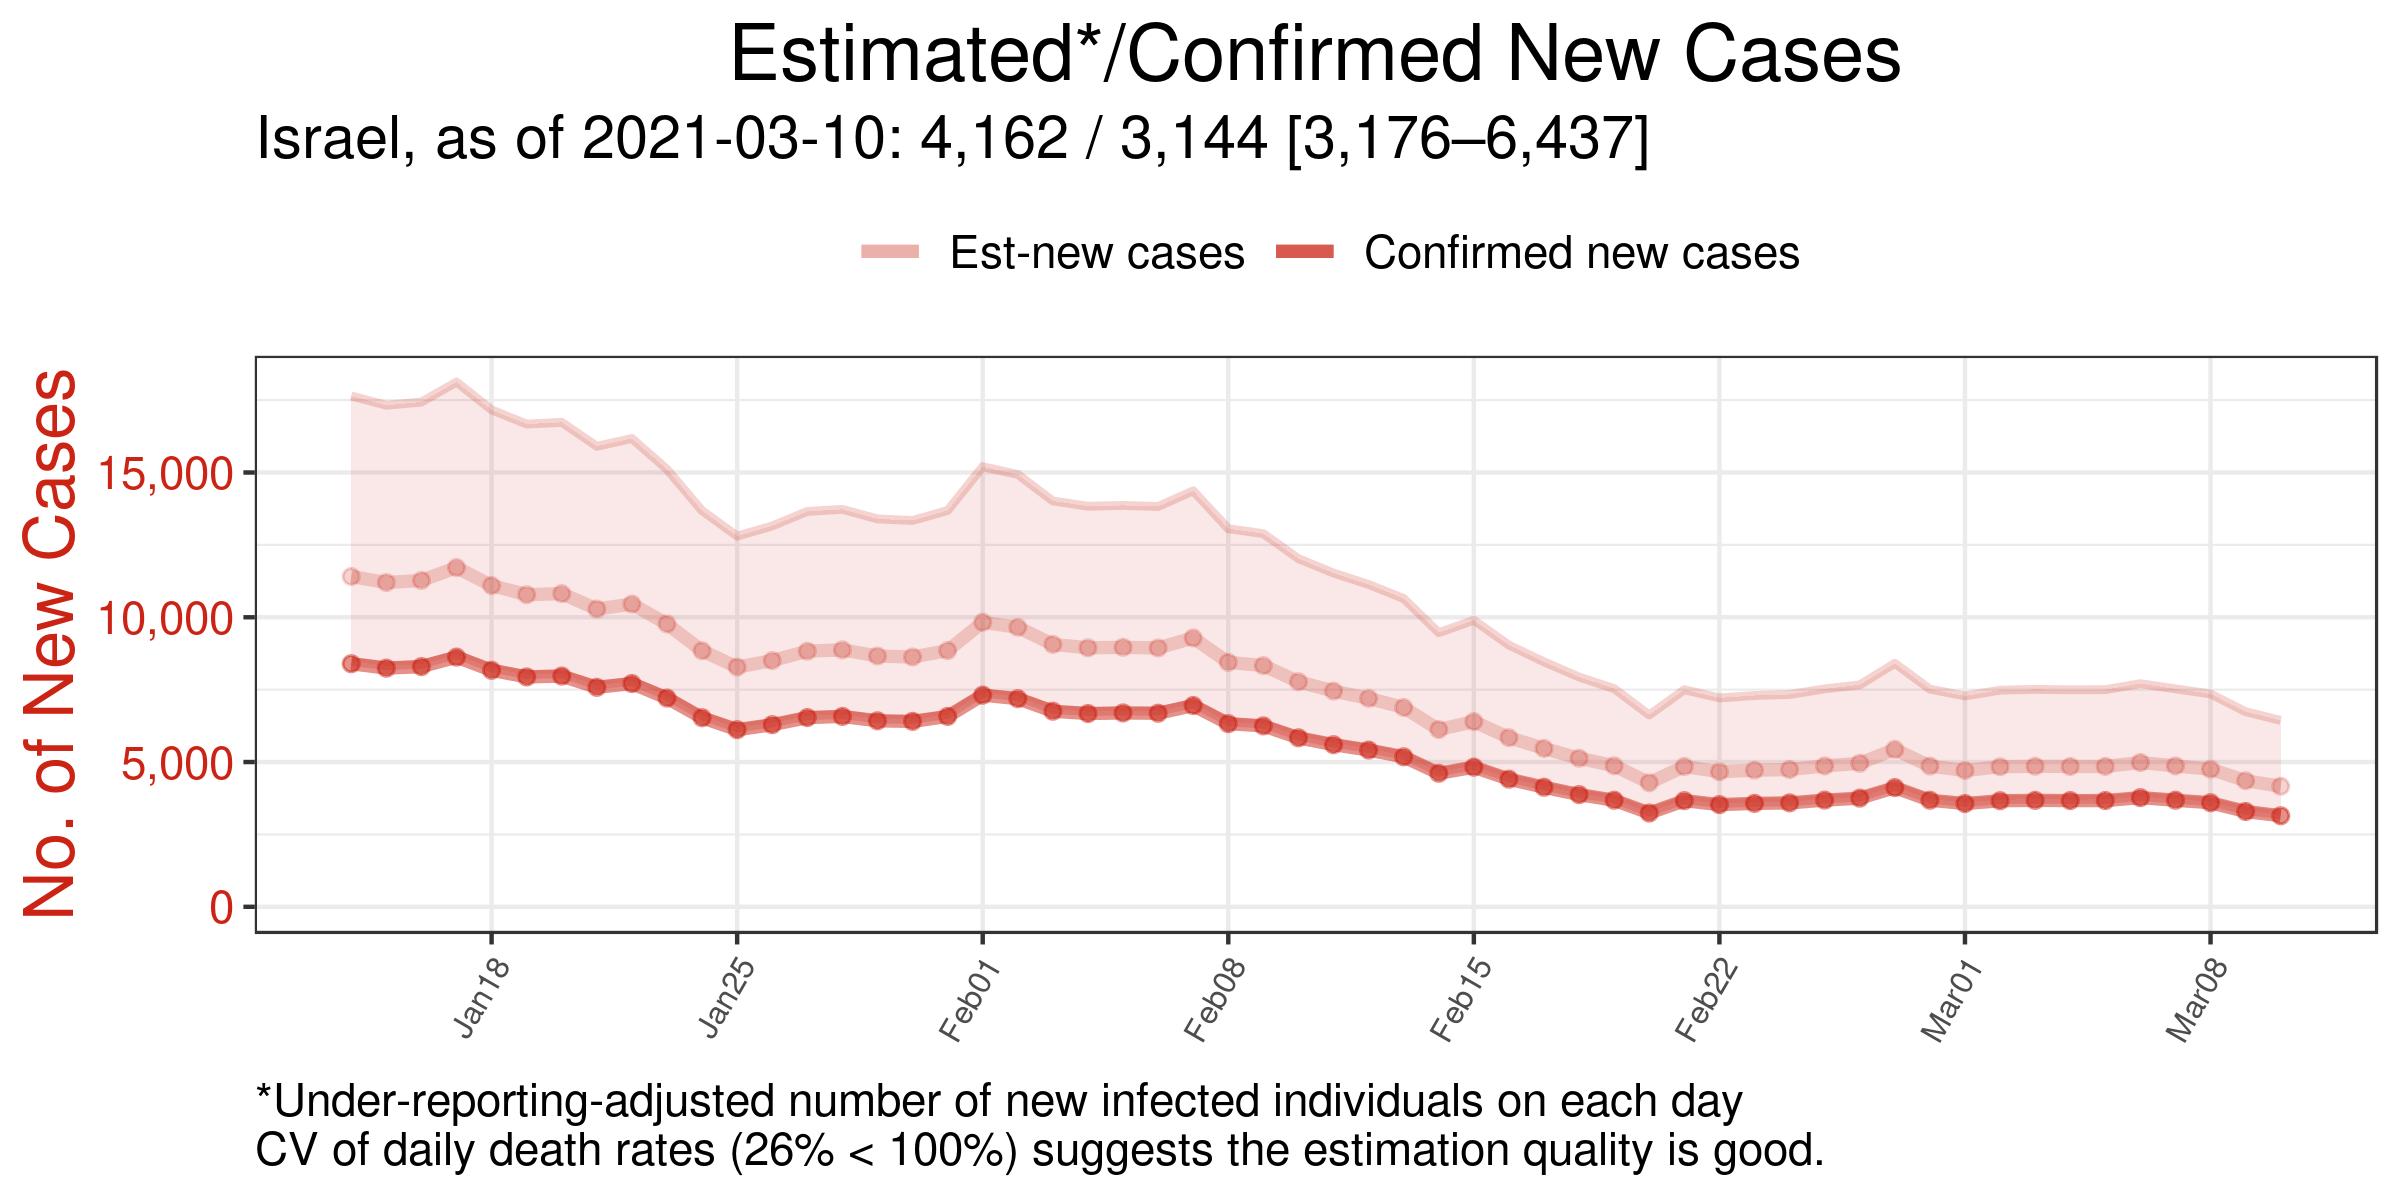 Estimated*/Confirmed New Cases
Israel, as of 2021-03-10: 4,162 / 3,144 [3,176–6,437]
Est-new cases
Confirmed new cases
No. of New Cases
15,000
10,000
5,000
0
Jan18
Jan25
Feb01
Feb08
Feb15
Feb22
Mar01
Mar08
*Under-reporting-adjusted number of new infected individuals on each day
CV of daily death rates (26% < 100%) suggests the estimation quality is good.